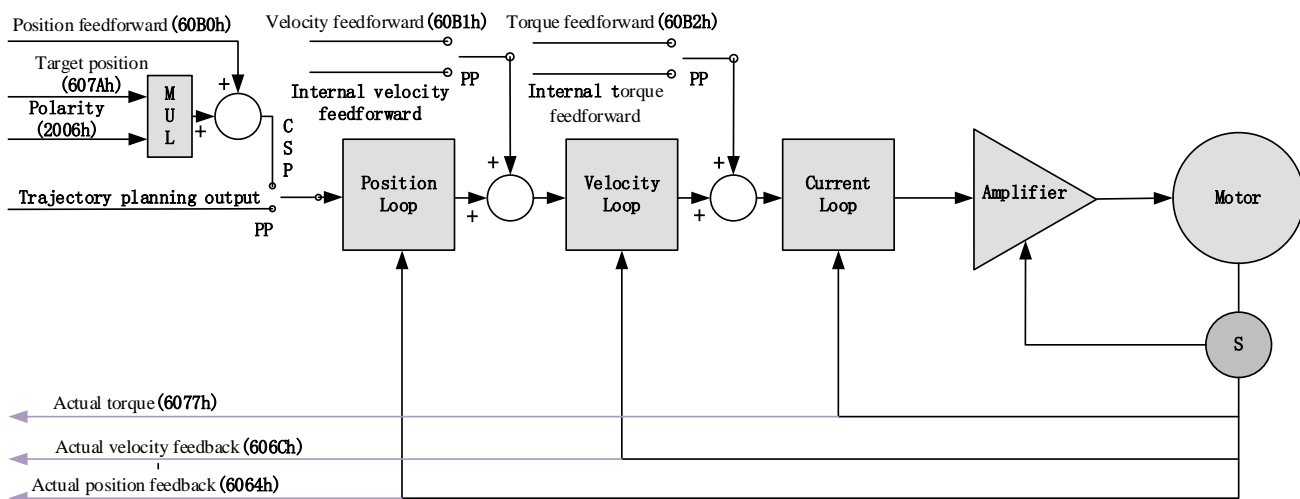 Position feedforward (60B0h)
Velocity feedforward (60B1h)
Torque feedforward (60B2h)
Target position
(607Ah)
Polarity
(2006h)
M
U
L
+
+
C
S
P
PP
Internal velocity
feedforward
PP
Internal torque
feedforward
+
+
Trajectory planning output
PP
Position
Loop
+
Velocity
Loop
+
Current
Loop
Amplifier
Motor
S
Actual torque (6077h)
Actual velocity feedback (606Ch)
Actual position feedback (6064h)